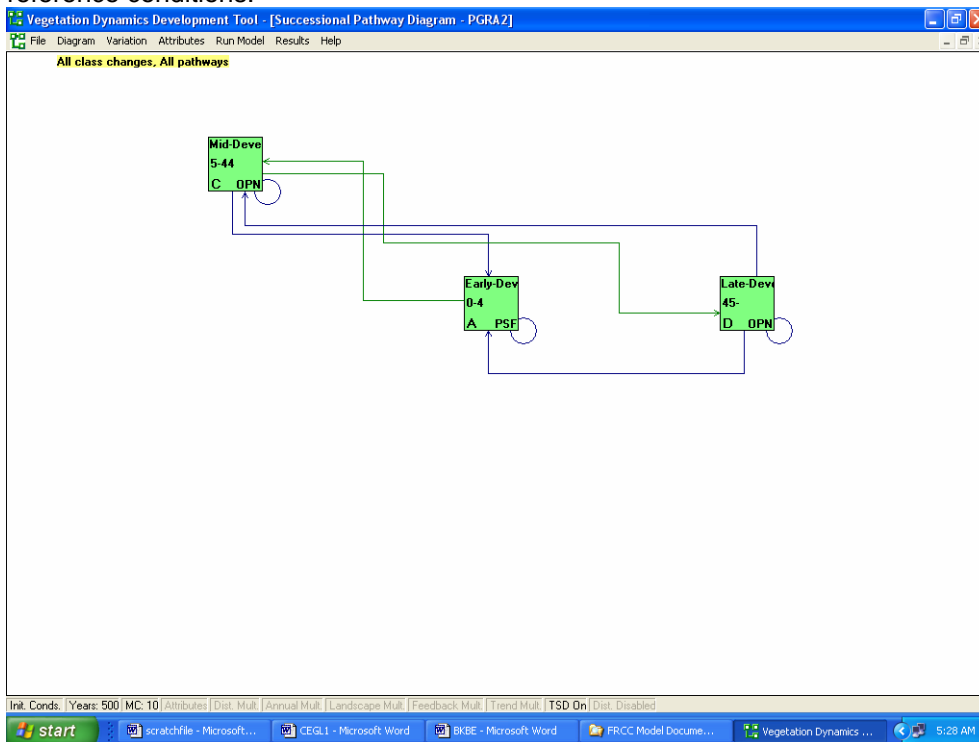 reference conditions.
Vegetation Dynamics Development Tool - [Successional Pathway Diagram - PGRA2]
File Diagram Variation Attributes Run Model Results Help
All class changes, All pathways
Mid-Deve
5-44
C OPN
Early-Dev
0-4
A PSF
Late-Deve
45-
D OPN
Init. Conds. Years: 500 MC: 10 Attributes Dist. Mult. Annual Mult. Landscape Mult. Feedback Mult. Trend Mult. TSD On Dist. Disabled
start scratchfile - Microsoft... CEGL1 - Microsoft Word BKBE - Microsoft Word FRCC Model Docume... Vegetation Dynamics ... 5:28 AM